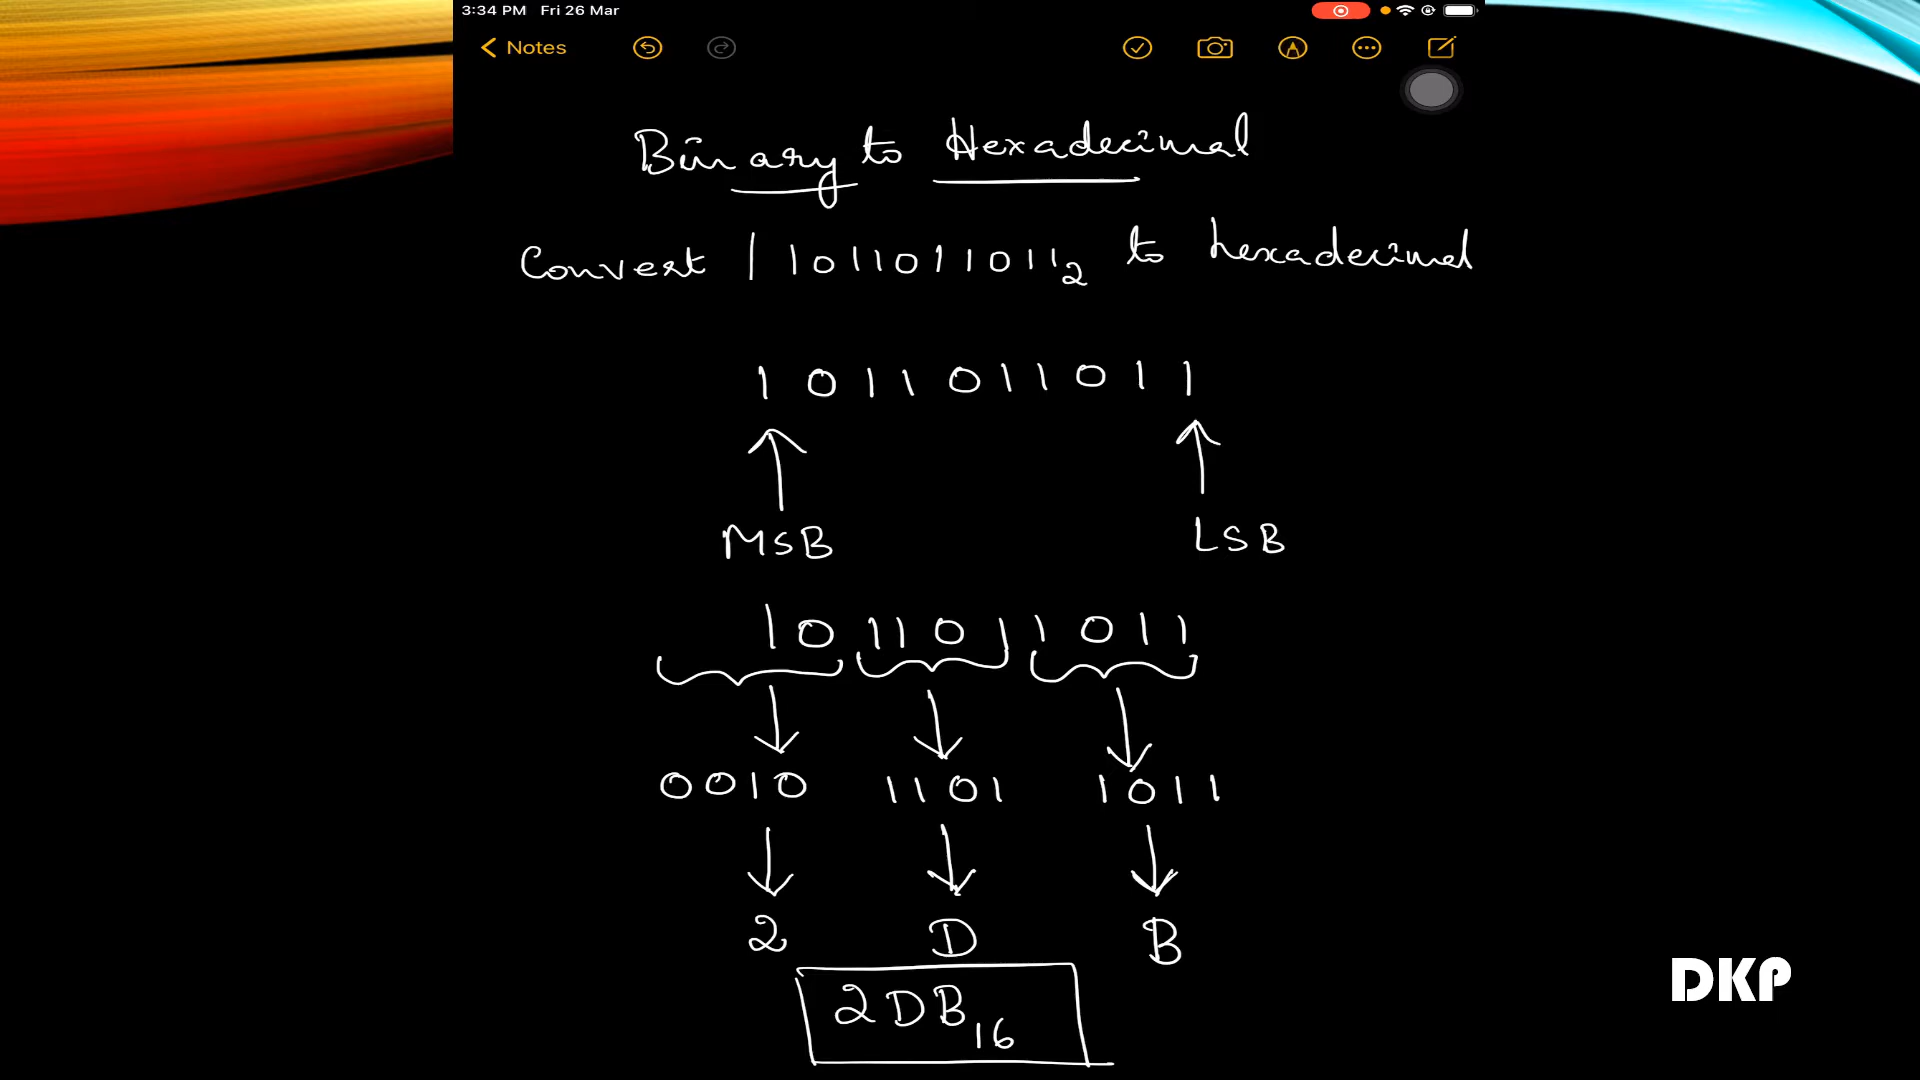 3:34 PM Fri 26 Mar
Notes
Binary to Hexadecimal
Convert | 1011011011₂ to hexadecimal
1 0 1 1 0 1 1 0 1 1
MSB LSB
1 0 1 1 0 1 1 0 1 1
0010 1101 1011
2 D B
2DB₁₆
DKP